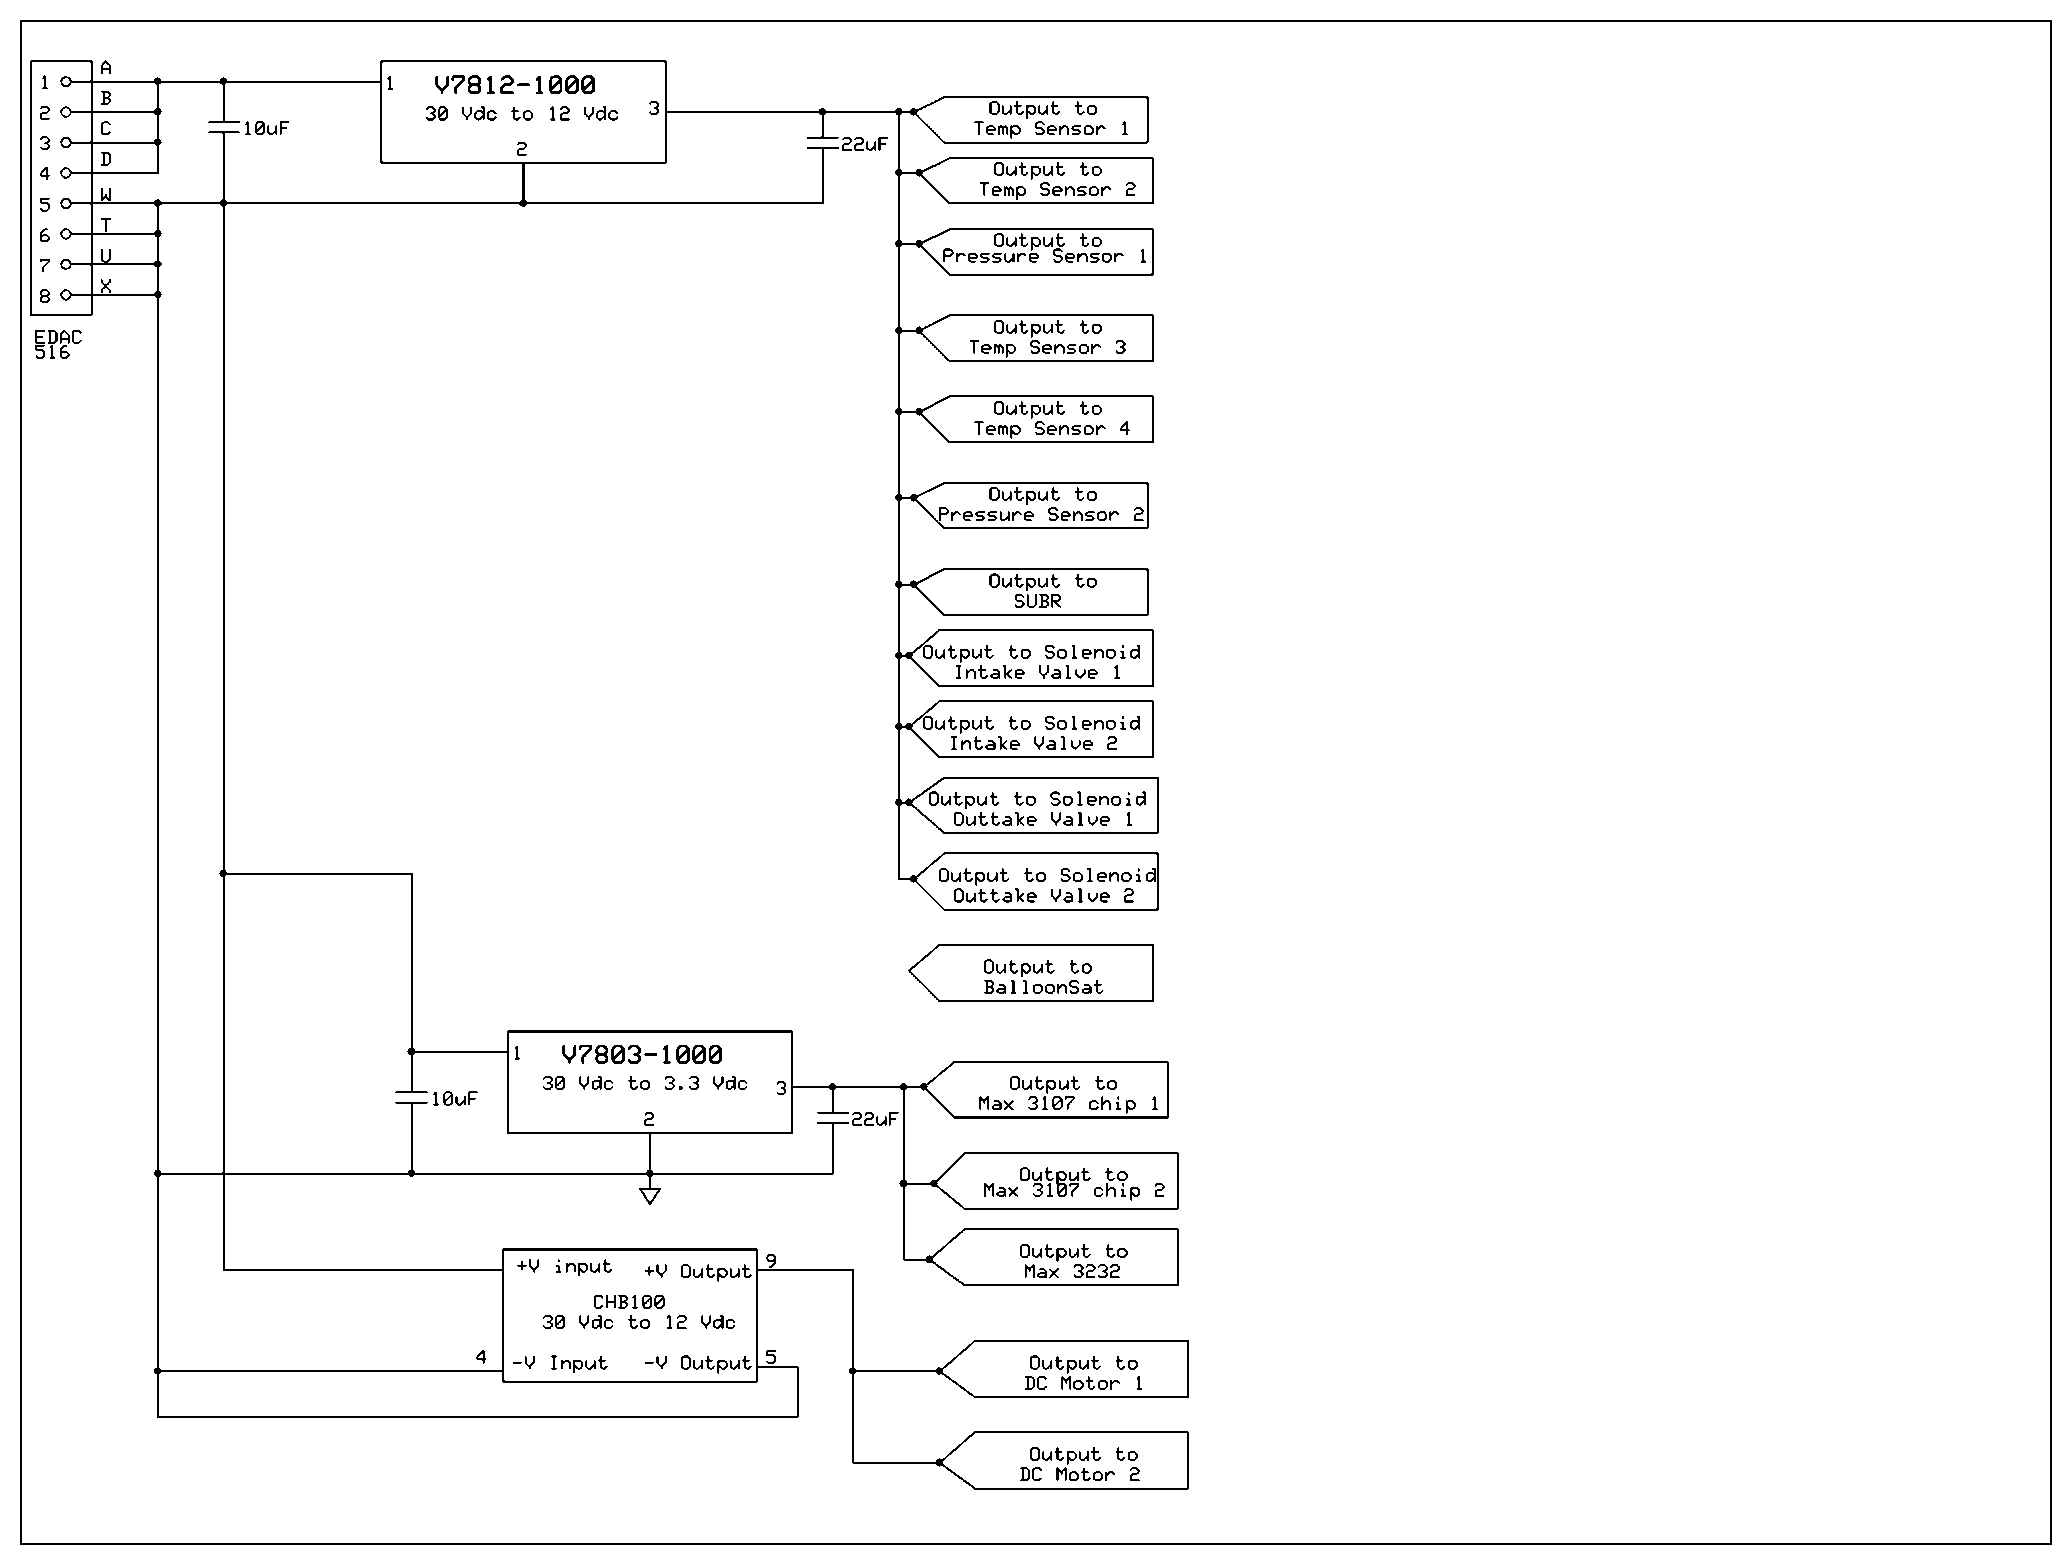 A
1
B
2
C
3
D
4
W
5
T
6
U
7
X
8
EDAC
516
10uF
1
V7812-1000
30 Vdc to 12 Vdc
3
2
22uF
Output to
Temp Sensor 1
Output to
Temp Sensor 2
Output to
Pressure Sensor 1
Output to
Temp Sensor 3
Output to
Temp Sensor 4
Output to
Pressure Sensor 2
Output to
SUBR
Output to Solenoid
Intake Valve 1
Output to Solenoid
Intake Valve 2
Output to Solenoid
Outtake Valve 1
Output to Solenoid
Outtake Valve 2
Output to
BalloonSat
10uF
1
V7803-1000
30 Vdc to 3.3 Vdc
3
2
22uF
Output to
Max 3107 chip 1
Output to
Max 3107 chip 2
Output to
Max 3232
+V input
+V Output
9
CHB100
30 Vdc to 12 Vdc
4
-V Input
-V Output
5
Output to
DC Motor 1
Output to
DC Motor 2